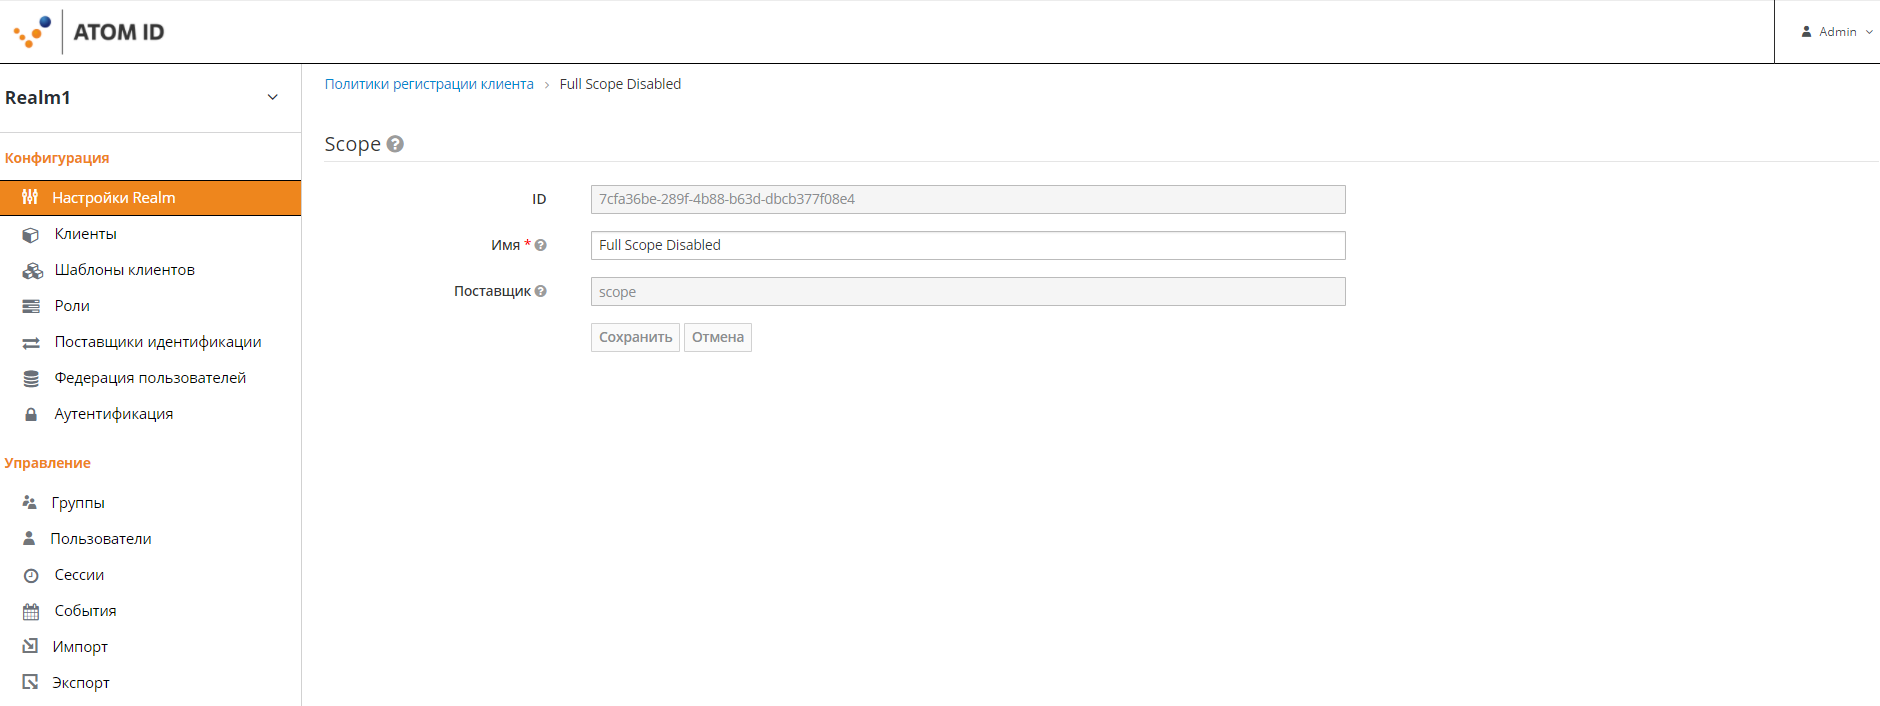 ATOM ID
Admin
Realm1
Политики регистрации клиента › Full Scope Disabled
Scope
Конфигурация
Настройки Realm
Клиенты
Шаблоны клиентов
Роли
Поставщики идентификации
Федерация пользователей
Аутентификация
Управление
Группы
Пользователи
Сессии
События
Импорт
Экспорт
ID 7cfa36be-289f-4b88-b63d-dbcb377f08e4
Имя * Full Scope Disabled
Поставщик scope
Сохранить Отмена